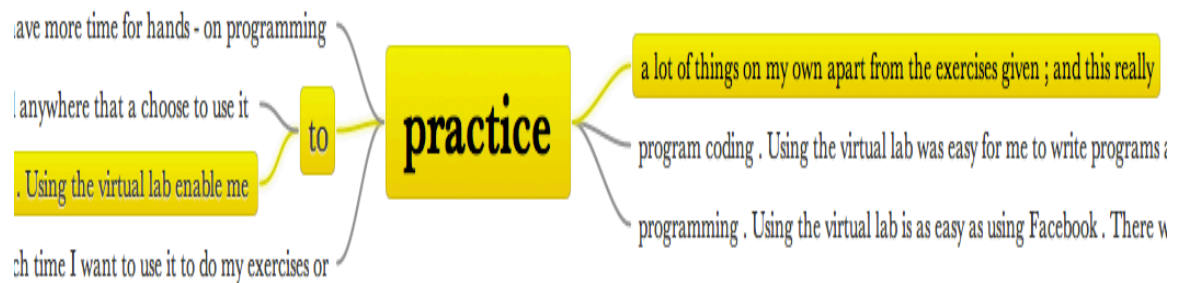 have more time for hands - on programming
anywhere that a choose to use it
to
. Using the virtual lab enable me
time I want to use it to do my exercises or
practice
a lot of things on my own apart from the exercises given ; and this really
program coding . Using the virtual lab was easy for me to write programs
programming . Using the virtual lab is as easy as using Facebook . There